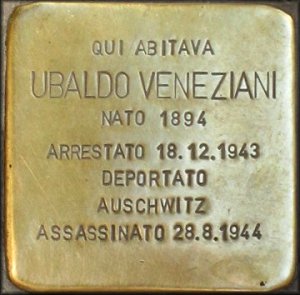 QUI ABITAVA
UBALDO VENEZIANI
NATO 1894
ARRESTATO 18.12.1943
DEPORTATO
AUSCHWITZ
ASSASSINATO 28.8.1944